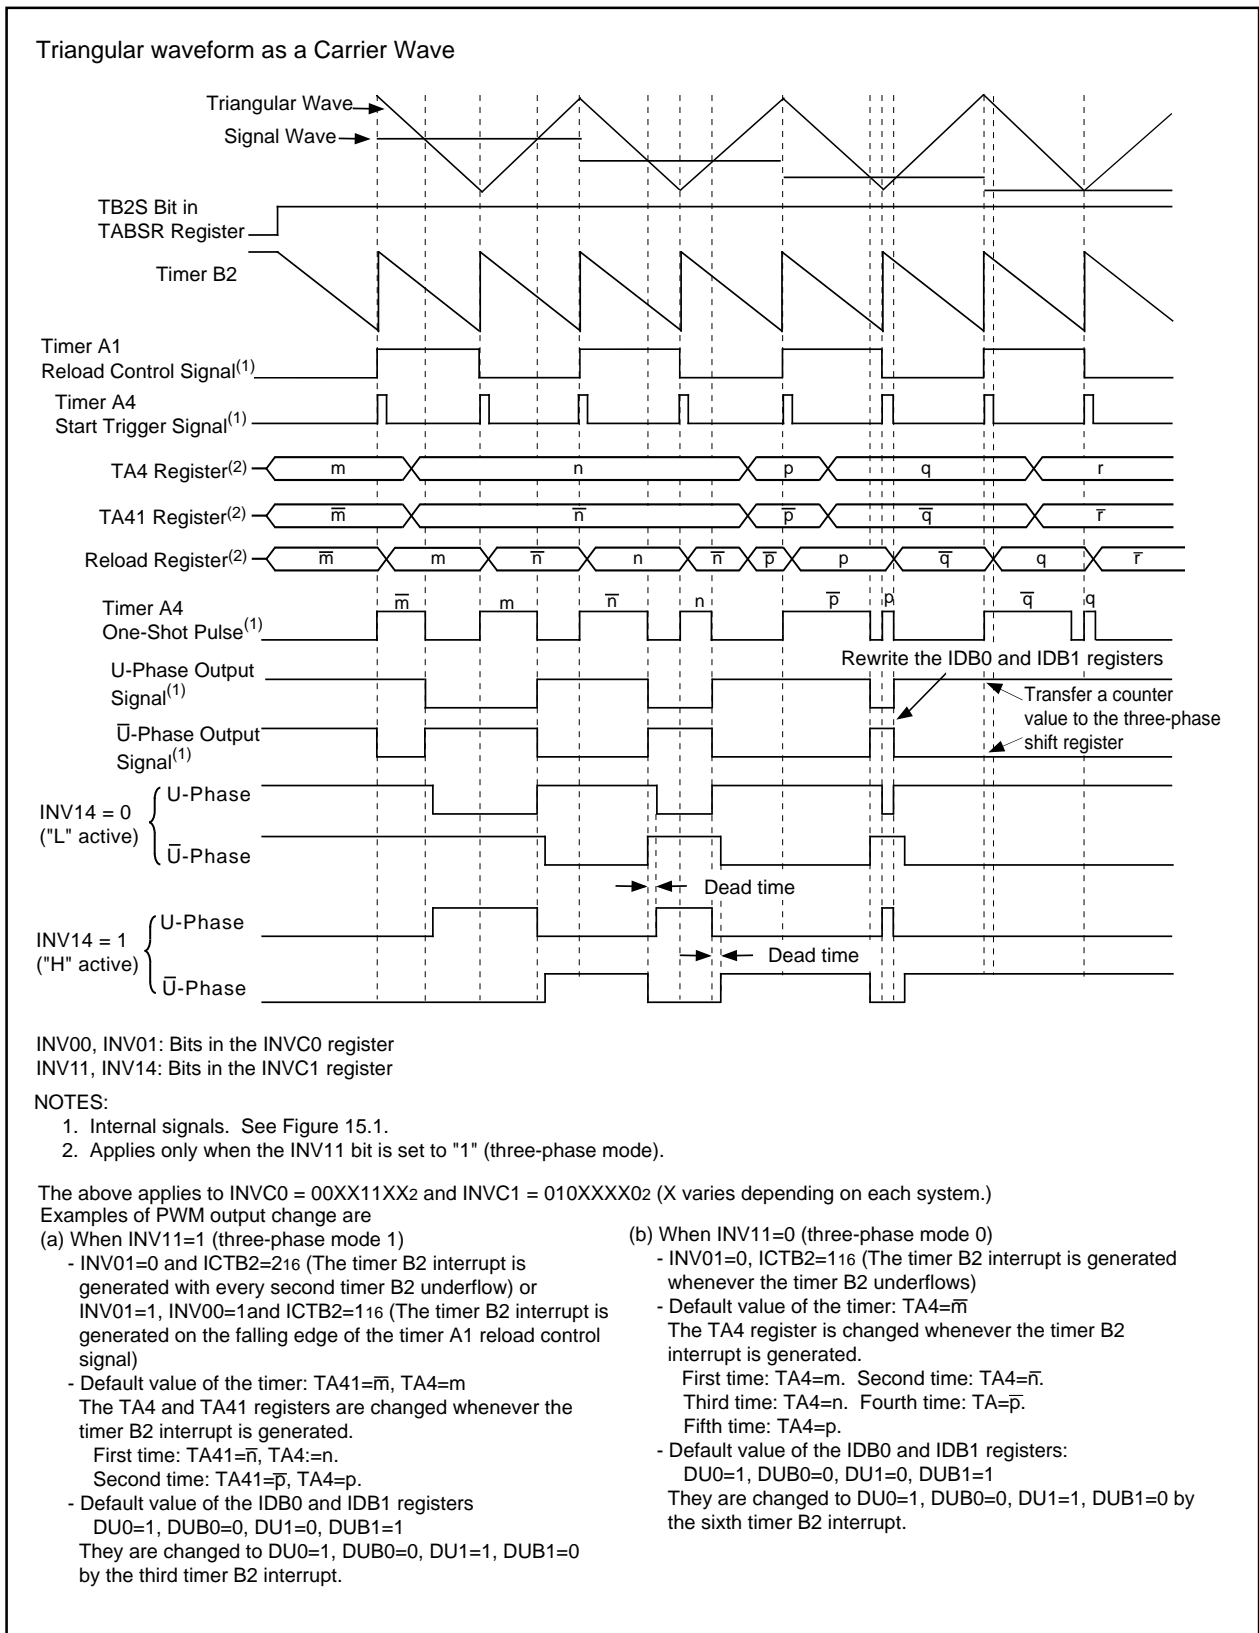 Triangular waveform as a Carrier Wave
Triangular Wave
Signal Wave
TB2S Bit in
TABSR Register
Timer B2
Timer A1
Reload Control Signal(1)
Timer A4
Start Trigger Signal(1)
TA4 Register(2)
m n p q r
TA41 Register(2)
m̅ n̅ p̅ q̅ r̅
Reload Register(2)
m̅ m n̅ n n̅ p̅ p q̅ q r̅
Timer A4
One-Shot Pulse(1)
m̅ m n̅ n p̅ p q̅ q
Rewrite the IDB0 and IDB1 registers
U-Phase Output
Signal(1)
Transfer a counter
value to the three-phase
shift register
U̅-Phase Output
Signal(1)
INV14 = 0
("L" active)
U-Phase
U̅-Phase
Dead time
INV14 = 1
("H" active)
U-Phase
U̅-Phase
Dead time
INV00, INV01: Bits in the INVC0 register
INV11, INV14: Bits in the INVC1 register
NOTES:
1. Internal signals. See Figure 15.1.
2. Applies only when the INV11 bit is set to "1" (three-phase mode).
The above applies to INVC0 = 00XX11XX2 and INVC1 = 010XXXX02 (X varies depending on each system.)
Examples of PWM output change are
(a) When INV11=1 (three-phase mode 1)
- INV01=0 and ICTB2=216 (The timer B2 interrupt is
generated with every second timer B2 underflow) or
INV01=1, INV00=1and ICTB2=116 (The timer B2 interrupt is
generated on the falling edge of the timer A1 reload control
signal)
- Default value of the timer: TA41=m̅, TA4=m
The TA4 and TA41 registers are changed whenever the
timer B2 interrupt is generated.
First time: TA41=n̅, TA4:=n.
Second time: TA41=p̅, TA4=p.
- Default value of the IDB0 and IDB1 registers
DU0=1, DUB0=0, DU1=0, DUB1=1
They are changed to DU0=1, DUB0=0, DU1=1, DUB1=0
by the third timer B2 interrupt.
(b) When INV11=0 (three-phase mode 0)
- INV01=0, ICTB2=116 (The timer B2 interrupt is generated
whenever the timer B2 underflows)
- Default value of the timer: TA4=m̅
The TA4 register is changed whenever the timer B2
interrupt is generated.
First time: TA4=m. Second time: TA4=n̅.
Third time: TA4=n. Fourth time: TA=p̅.
Fifth time: TA4=p.
- Default value of the IDB0 and IDB1 registers:
DU0=1, DUB0=0, DU1=0, DUB1=1
They are changed to DU0=1, DUB0=0, DU1=1, DUB1=0 by
the sixth timer B2 interrupt.